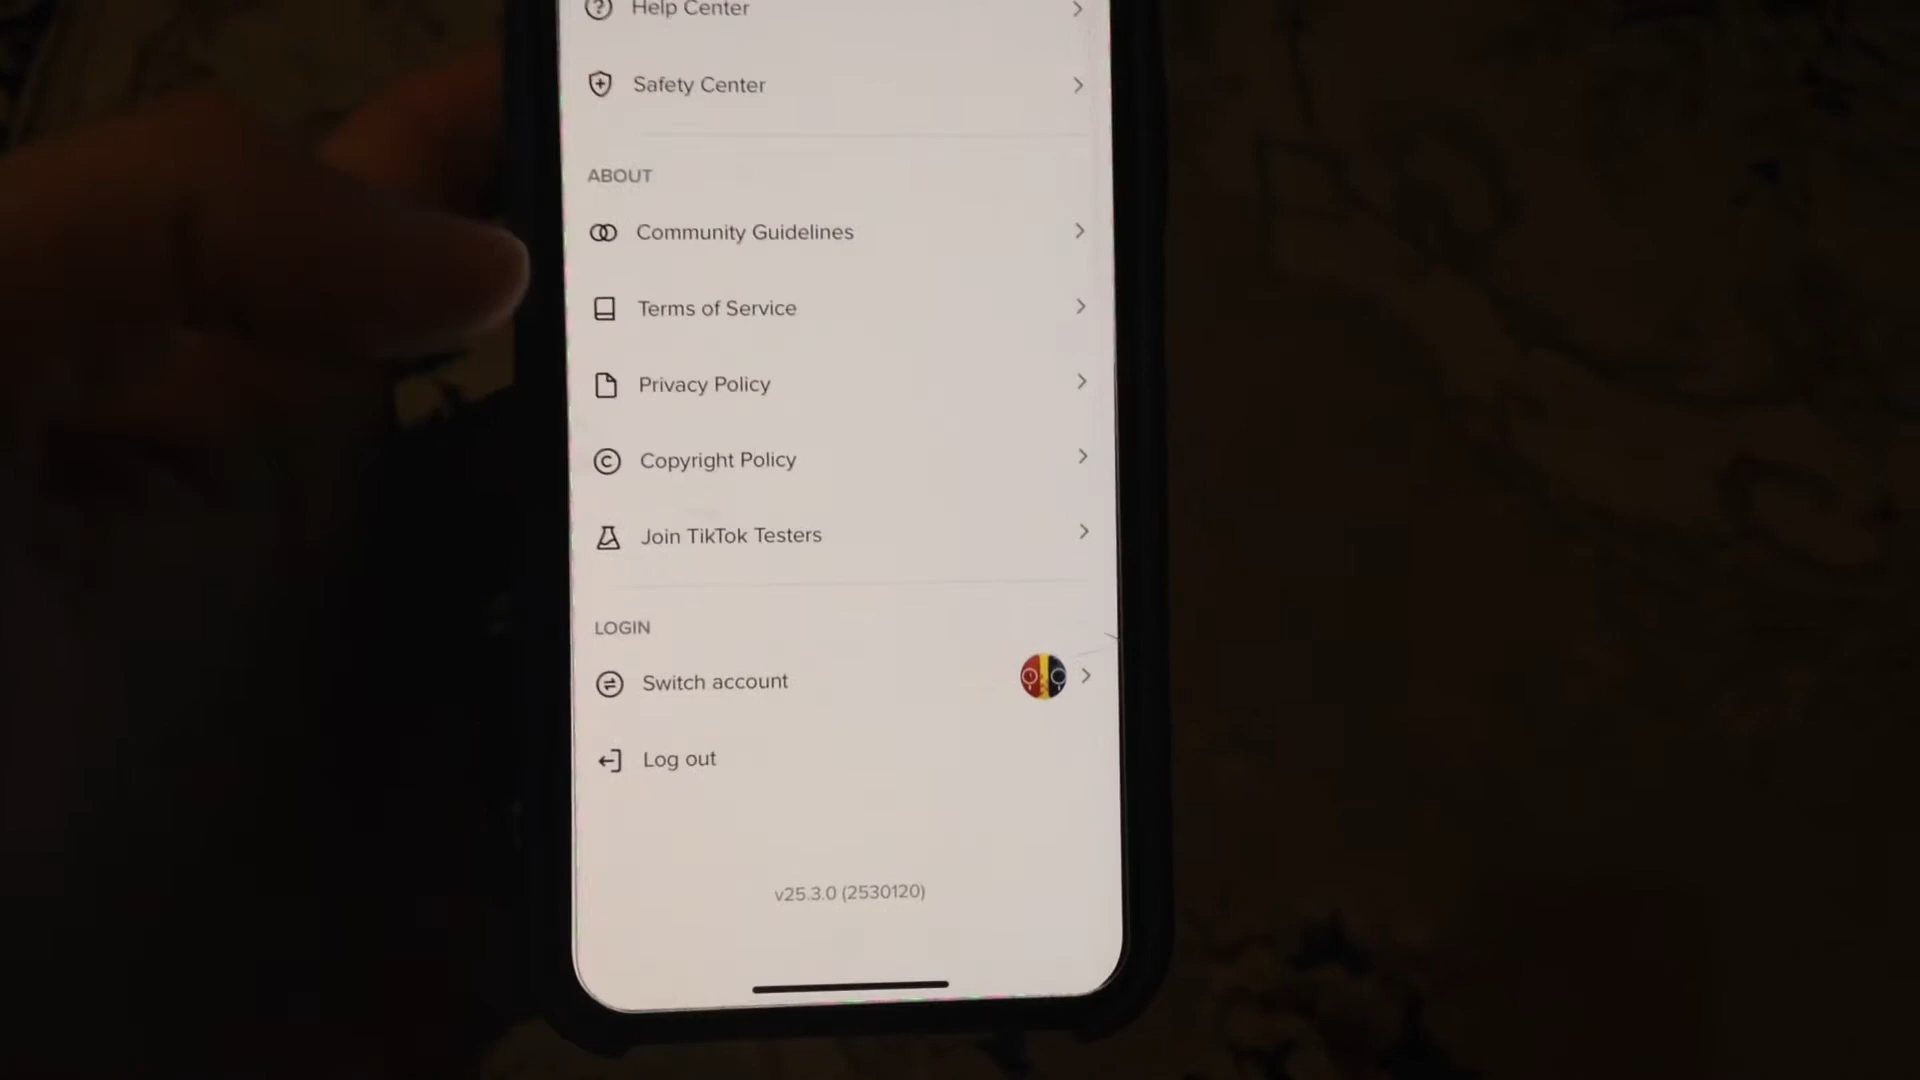 Help Center
Safety Center
ABOUT
Community Guidelines
Terms of Service
Privacy Policy
Copyright Policy
Join TikTok Testers
LOGIN
Switch account
Log out
v25.3.0 (2530120)